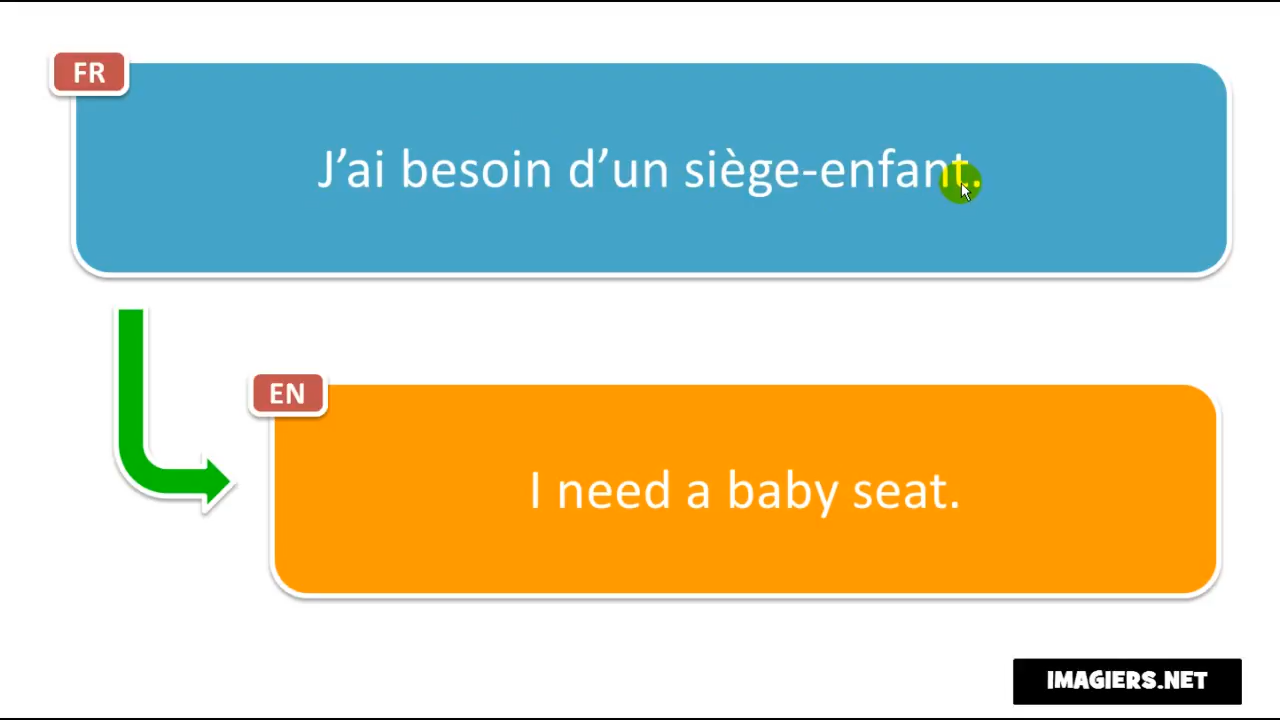 FR
J’ai besoin d’un siège-enfant.
EN
I need a baby seat.
IMAGIERS.NET